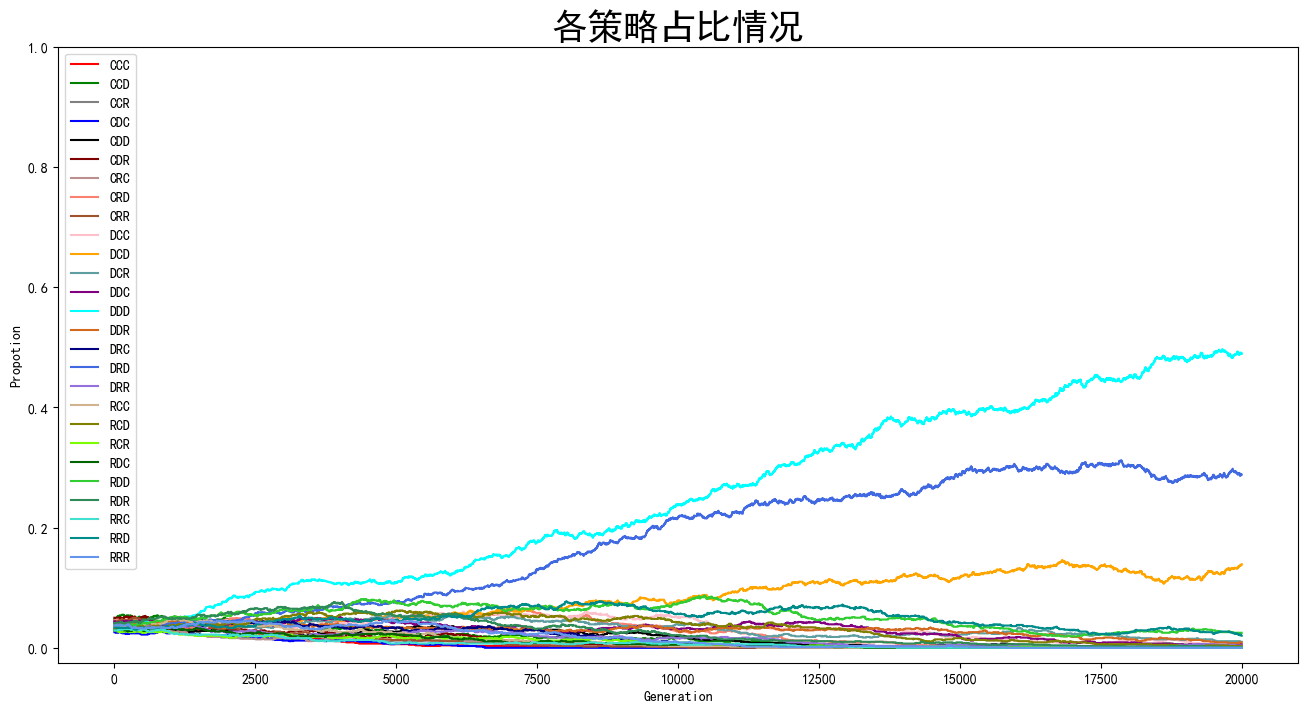 各策略占比情况
1.0
0.8
0.6
0.4
0.2
0.0
Propotion
CCC
CCD
CCR
CDC
CDD
CDR
CRC
CRD
CRR
DCC
DCD
DCR
DDC
DDD
DDR
DRC
DRD
DRR
RCC
RCD
RCR
RDC
RDD
RDR
RRC
RRD
RRR
0 2500 5000 7500 10000 12500 15000 17500 20000
Generation